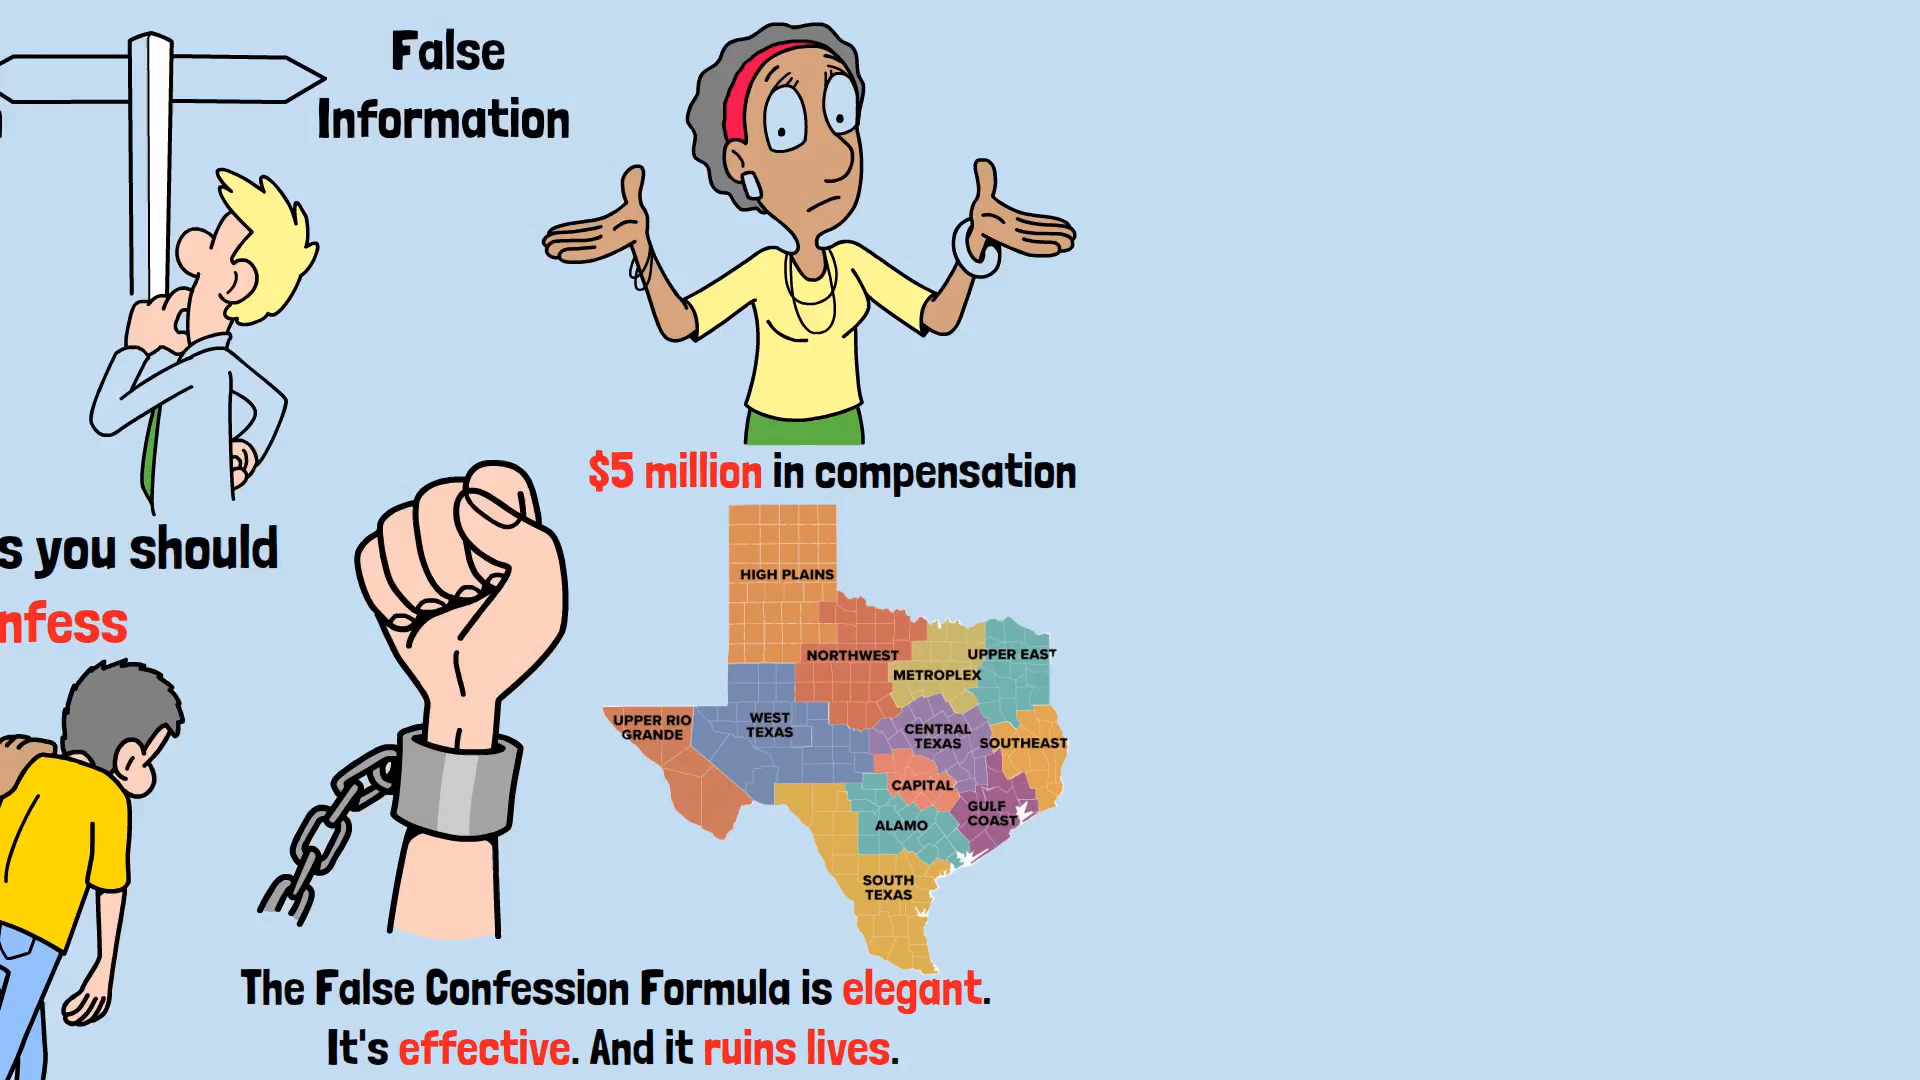 False
Information
$5 million in compensation
s you should
nfess
HIGH PLAINS
NORTHWEST
UPPER EAST
METROPLEX
UPPER RIO
GRANDE
WEST
TEXAS
CENTRAL
TEXAS
SOUTHEAST
CAPITAL
GULF
COAST
ALAMO
SOUTH
TEXAS
The False Confession Formula is elegant.
It's effective. And it ruins lives.